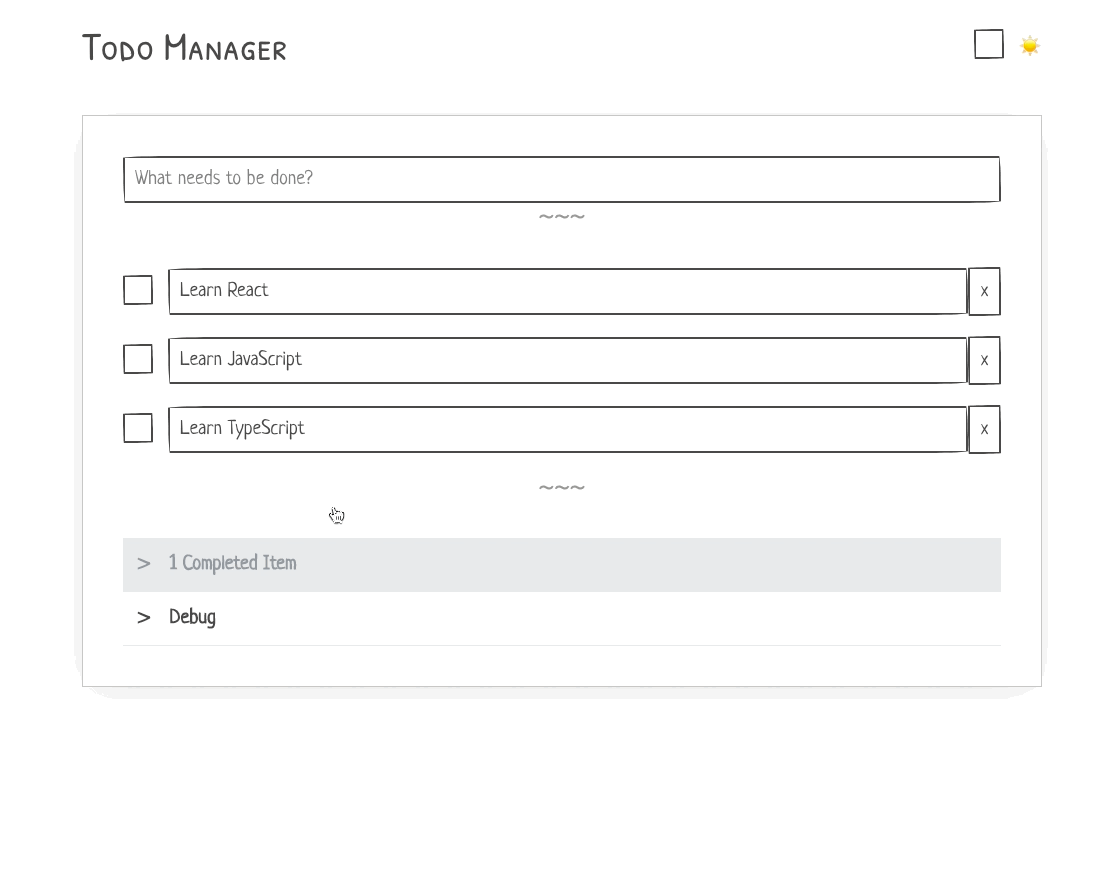 Todo Manager
What needs to be done?
~~~
Learn React
x
Learn JavaScript
x
Learn TypeScript
x
~~~
> 1 Completed Item
> Debug